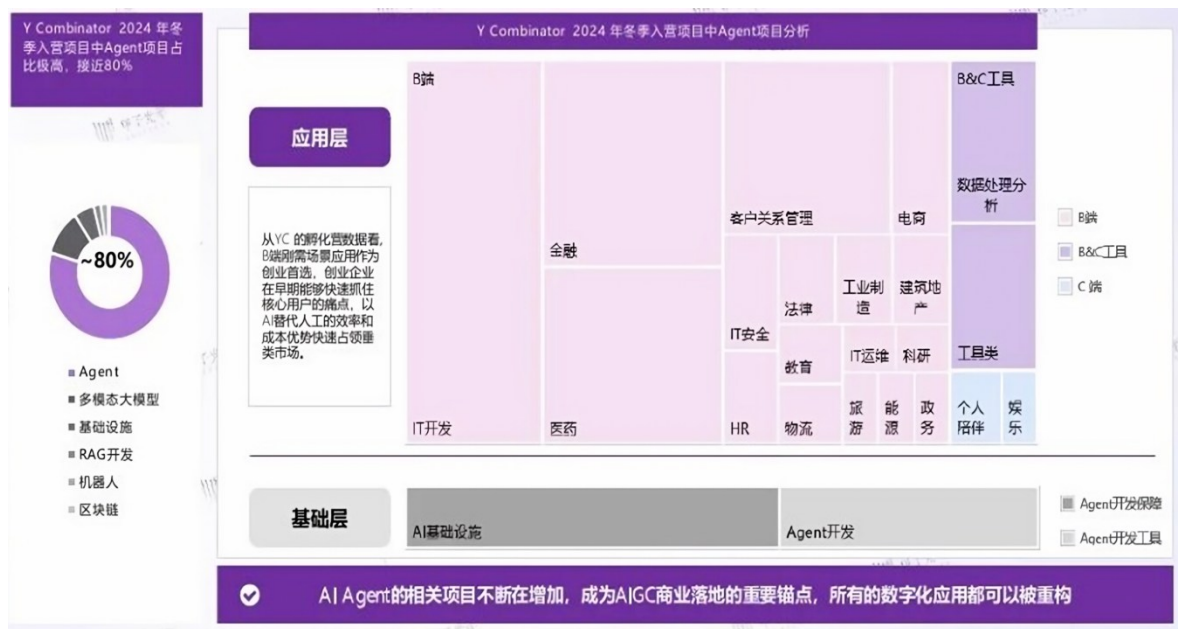 Y Combinator 2024 年冬
季入营项目中Agent项目占
比极高，接近80%
~80%
Agent
多模态大模型
基础设施
RAG开发
机器人
区块链
Y Combinator 2024 年冬季入营项目中Agent项目分析
应用层
从YC 的孵化营数据看,
B端刚需场景应用作为
创业首选，创业企业
在早期能够快速抓住
核心用户的痛点，以
AI替代人工的效率和
成本优势快速占领垂
类市场。
B端
IT开发
金融
医药
客户关系管理
电商
IT安全
HR
法律
教育
物流
工业制
造
建筑地
产
IT运维
科研
旅
游
能
源
政
务
B&C工具
数据处理分
析
工具类
个人
陪伴
娱
乐
B端
B&C工具
C 端
基础层
AI基础设施
Agent开发
Agent开发保障
Agent开发工具
AI Agent的相关项目不断在增加，成为AIGC商业落地的重要锚点，所有的数字化应用都可以被重构